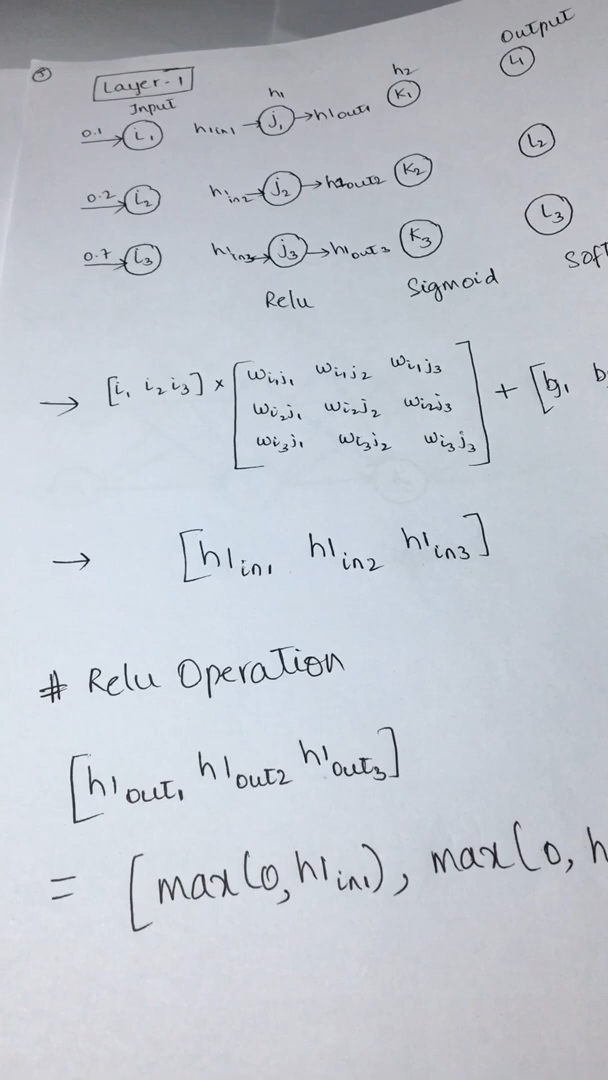 Layer-1
Output
Input h1 h2
0.1 i1 h1in1 j1 h1out1 K1 L1
0.2 i2 hin2 j2 h1out2 K2 L2
0.7 i3 h1in3 j3 h1out3 K3 L3
Relu Sigmoid Soft
→ [i1 i2 i3] × [wi1j1 wi1j2 wi1j3 + [b1 b
wi2j1 wi2j2 wi2j3
wi3j1 wi3j2 wi3j3]
→ [h1in1 h1in2 h1in3]
# Relu Operation
[h1out1 h1out2 h1out3]
= [max(0, h1in1), max(0, h